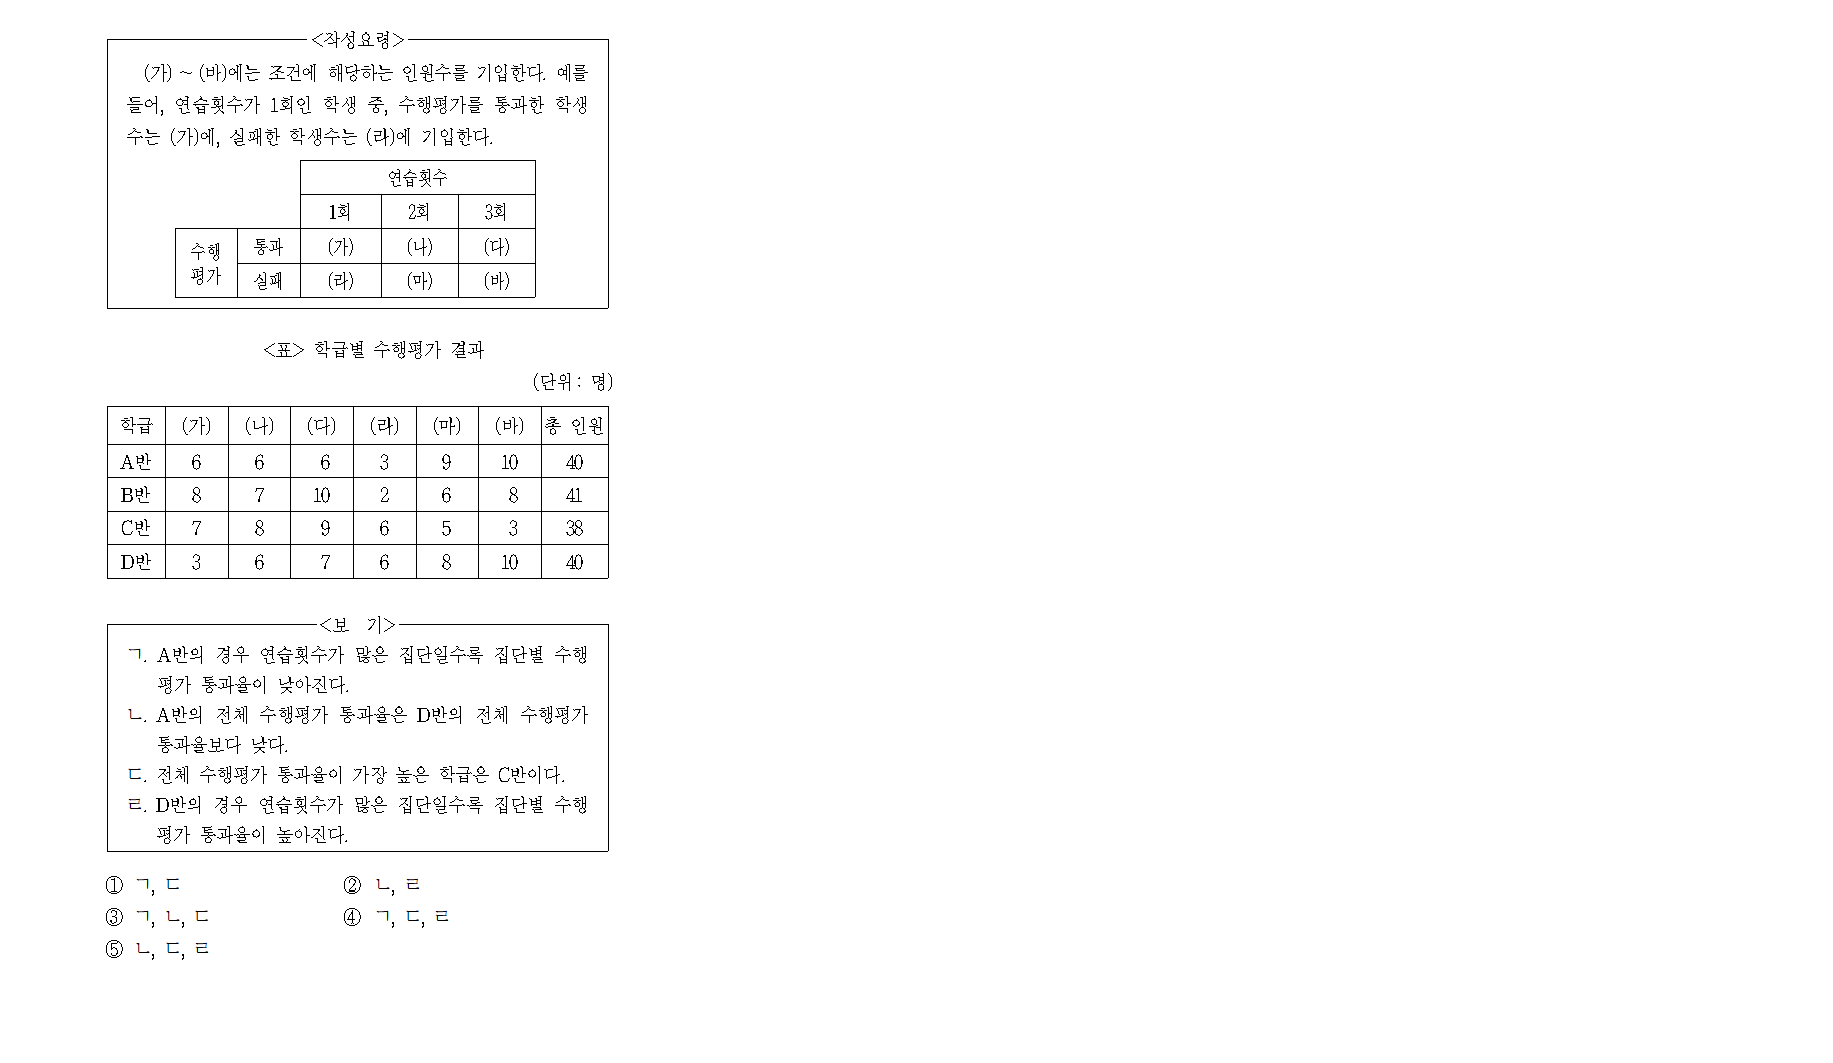 <작성요령>
(가) ~ (바)에는 조건에 해당하는 인원수를 기입한다. 예를
들어, 연습횟수가 1회인 학생 중, 수행평가를 통과한 학생
수는 (가)에, 실패한 학생수는 (라)에 기입한다.
연습횟수
1회 2회 3회
수행 평가 통과 (가) (나) (다)
실패 (라) (마) (바)
<표> 학급별 수행평가 결과
(단위 : 명)
학급 (가) (나) (다) (라) (마) (바) 총 인원
A반 6 6 6 3 9 10 40
B반 8 7 10 2 6 8 41
C반 7 8 9 6 5 3 38
D반 3 6 7 6 8 10 40
<보 기>
ㄱ. A반의 경우 연습횟수가 많은 집단일수록 집단별 수행
평가 통과율이 낮아진다.
ㄴ. A반의 전체 수행평가 통과율은 D반의 전체 수행평가
통과율보다 낮다.
ㄷ. 전체 수행평가 통과율이 가장 높은 학급은 C반이다.
ㄹ. D반의 경우 연습횟수가 많은 집단일수록 집단별 수행
평가 통과율이 높아진다.
① ㄱ, ㄷ ② ㄴ, ㄹ
③ ㄱ, ㄴ, ㄷ ④ ㄱ, ㄷ, ㄹ
⑤ ㄴ, ㄷ, ㄹ